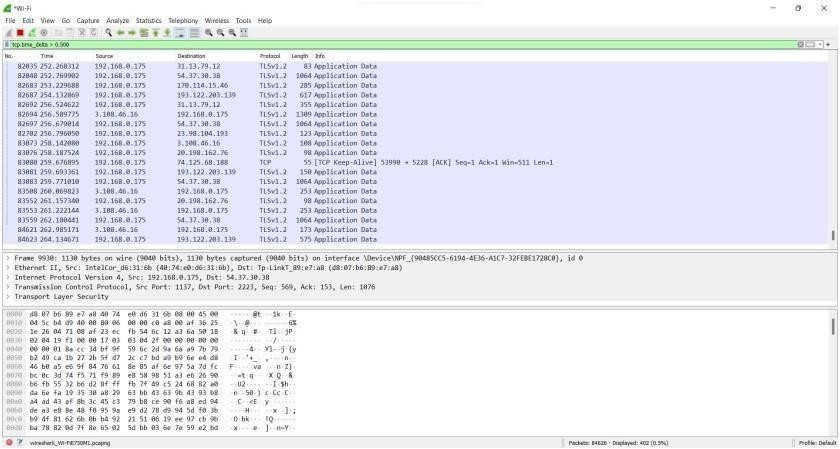 *Wi-Fi
File Edit View Go Capture Analyze Statistics Telephony Wireless Tools Help
tcp.time_delta > 0.500
No. Time Source Destination Protocol Length Info
82035 252.268312 192.168.0.175 31.13.79.12 TLSv1.2 83 Application Data
82048 252.769902 192.168.0.175 54.37.30.38 TLSv1.2 1064 Application Data
82683 253.229688 192.168.0.175 170.114.15.46 TLSv1.2 285 Application Data
82687 254.132869 192.168.0.175 193.122.203.139 TLSv1.2 617 Application Data
82692 256.524622 192.168.0.175 31.13.79.12 TLSv1.2 355 Application Data
82694 256.589775 3.108.46.16 192.168.0.175 TLSv1.2 1309 Application Data
82697 256.679014 192.168.0.175 54.37.30.38 TLSv1.2 1064 Application Data
82702 256.796050 192.168.0.175 23.98.104.193 TLSv1.2 123 Application Data
83073 258.142080 192.168.0.175 3.108.46.16 TLSv1.2 108 Application Data
83076 258.187524 192.168.0.175 20.198.162.76 TLSv1.2 98 Application Data
83080 259.676895 192.168.0.175 74.125.68.188 TCP 55 [TCP Keep-Alive] 53990 → 5228 [ACK] Seq=1 Ack=1 Win=511 Len=1
83081 259.693361 192.168.0.175 193.122.203.139 TLSv1.2 150 Application Data
83083 259.771010 192.168.0.175 54.37.30.38 TLSv1.2 1064 Application Data
83508 260.069823 3.108.46.16 192.168.0.175 TLSv1.2 253 Application Data
83552 261.157340 192.168.0.175 20.198.162.76 TLSv1.2 98 Application Data
83553 261.222144 3.108.46.16 192.168.0.175 TLSv1.2 253 Application Data
83559 262.180441 192.168.0.175 54.37.30.38 TLSv1.2 1064 Application Data
84621 262.985171 3.108.46.16 192.168.0.175 TLSv1.2 173 Application Data
84623 264.134671 192.168.0.175 193.122.203.139 TLSv1.2 575 Application Data
Frame 9930: 1130 bytes on wire (9040 bits), 1130 bytes captured (9040 bits) on interface \Device\NPF_{90485CC5-6194-4E36-A1C7-32FEBE1728C0}, id 0
Ethernet II, Src: IntelCor_d6:31:6b (40:74:e0:d6:31:6b), Dst: Tp-LinkT_89:e7:a8 (d8:07:b6:89:e7:a8)
Internet Protocol Version 4, Src: 192.168.0.175, Dst: 54.37.30.38
Transmission Control Protocol, Src Port: 1137, Dst Port: 2223, Seq: 569, Ack: 153, Len: 1076
Transport Layer Security
0000 d8 07 b6 89 e7 a8 40 74 e0 d6 31 6b 08 00 45 00
0010 04 5c b4 d9 40 00 80 06 00 00 c0 a8 00 af 36 25
0020 1e 26 04 71 08 af 23 ec fb 54 6c 12 a3 6a 50 18
0030 02 04 19 f1 00 00 17 03 03 04 2f 00 00 00 00 00
0040 00 00 01 8a cc 34 bf 9f 59 6c 2d 9a 6a a9 7b 79
0050 b2 49 ca 1b 27 2b 5f d7 2c c7 bd a9 b9 6e e4 d8
0060 46 b0 a5 e6 9f 84 76 61 8e 85 af 6e 97 5a 7d fc
0070 bc 0c 3d 74 f5 71 f9 89 e8 58 98 51 a3 e6 26 90
0080 b6 fb 55 32 b6 d2 8f ff fb 7f 49 c5 24 68 82 a0
0090 da 6e fa 19 35 30 a8 29 63 bb 43 63 9b 43 93 b8
00a0 a4 ad 43 af 8b 3c 45 c3 79 b8 ce 90 f6 a8 ed 94
00b0 de a3 e8 8e 48 f0 95 9a e9 d2 78 d9 94 5d f0 3b
00c0 b9 4f 81 62 6b 0b b4 92 21 51 06 19 ee 97 cb 9b
00d0 ba 78 82 0d 7f 8e 65 02 5d bb 03 6e 7e 59 e2 bd
wireshark_Wi-FiE730M1.pcapng Packets: 84626 · Displayed: 402 (0.5%) Profile: Default